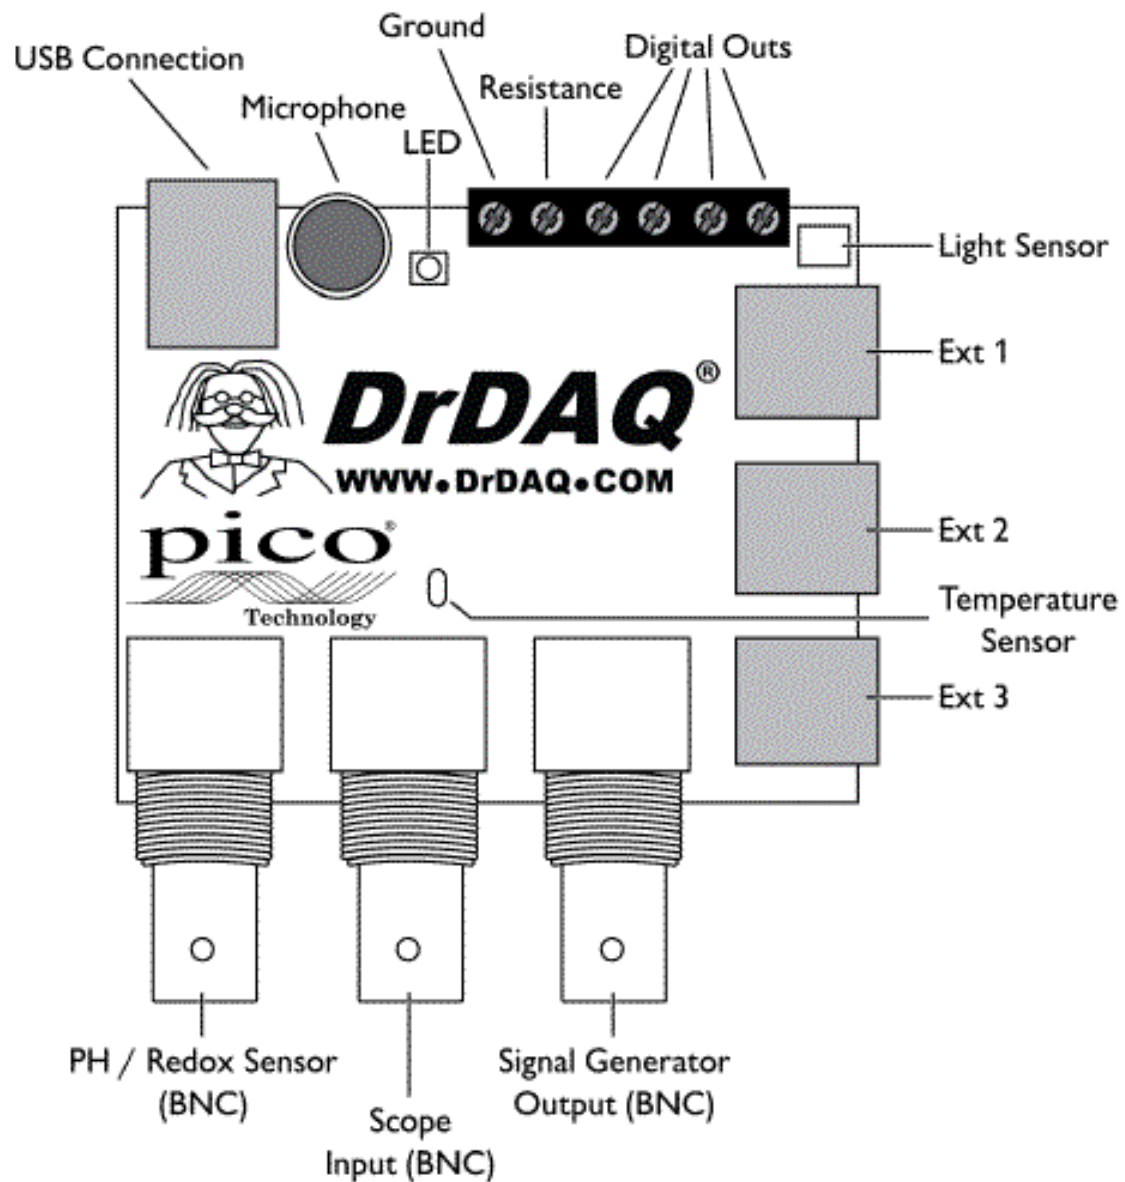 Ground
Digital Outs
USB Connection
Resistance
Microphone
LED
Light Sensor
Ext 1
DrDAQ®
WWW.DrDAQ.COM
pico®
Technology
Ext 2
Temperature
Sensor
Ext 3
PH / Redox Sensor
(BNC)
Scope
Input (BNC)
Signal Generator
Output (BNC)